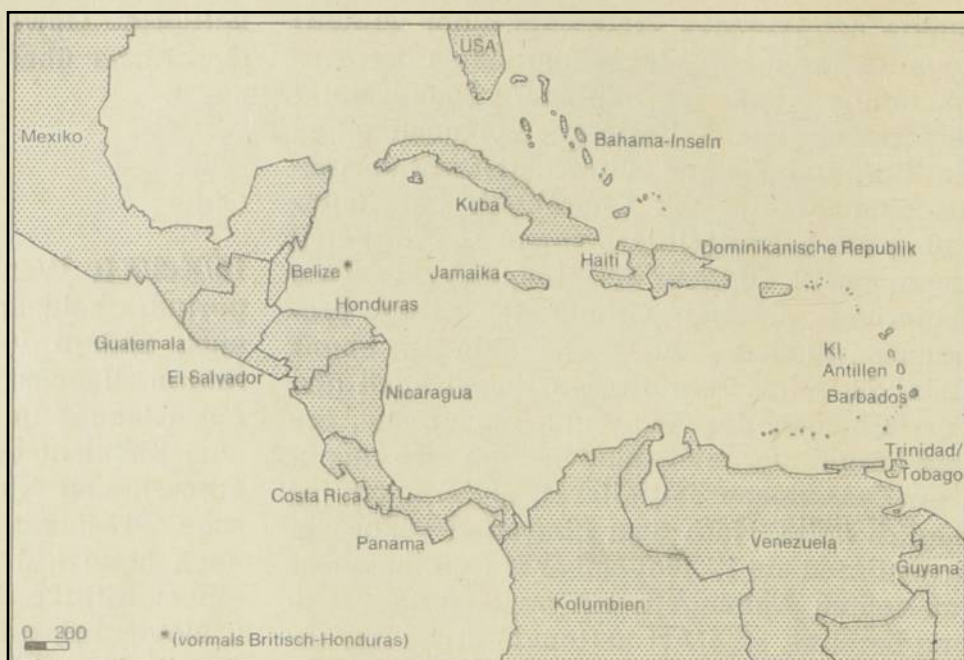 USA
Mexiko
Bahama-Inseln
Kuba
Dominikanische Republik
Haiti
Jamaika
Belize *
Honduras
Guatemala
El Salvador
Nicaragua
Kl.
Antillen
Barbados
Trinidad/
Tobago
Costa Rica
Panama
Venezuela
Guyana
Kolumbien
0 200
*(vormals Britisch-Honduras)